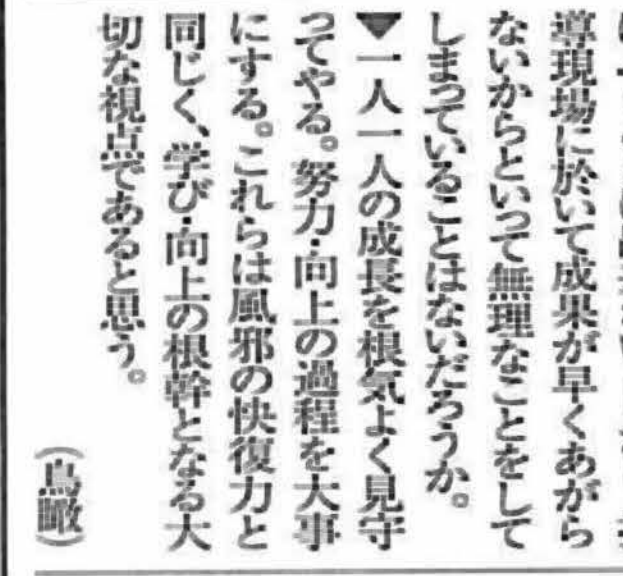 導現場に於いて成果が早くあがら
ないからといって無理なことをして
しまっていることはないだろうか。
▼一人一人の成長を根気よく見守
ってやる。努力・向上の過程を大事
にする。これらは風邪の快復力と
同じく、学び・向上の根幹となる大
切な視点であると思う。
（鳥瞰）